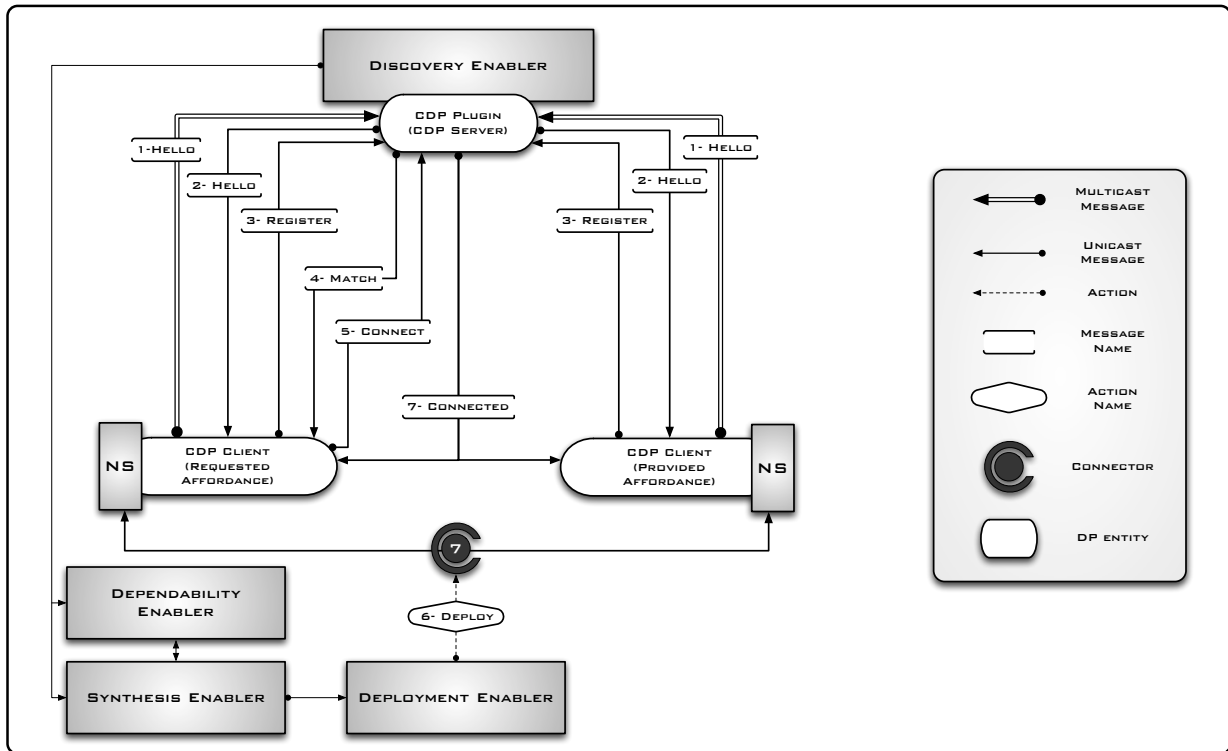 DISCOVERY ENABLER
CDP PLUGIN
(CDP SERVER)
1-HELLO
2- HELLO
3- REGISTER
4- MATCH
5- CONNECT
7- CONNECTED
3- REGISTER
2- HELLO
1- HELLO
NS
CDP CLIENT
(REQUESTED
AFFORDANCE)
CDP CLIENT
(PROVIDED
AFFORDANCE)
NS
7
6- DEPLOY
DEPENDABILITY
ENABLER
SYNTHESIS ENABLER
DEPLOYMENT ENABLER
MULTICAST
MESSAGE
UNICAST
MESSAGE
ACTION
MESSAGE
NAME
ACTION
NAME
CONNECTOR
DP ENTITY